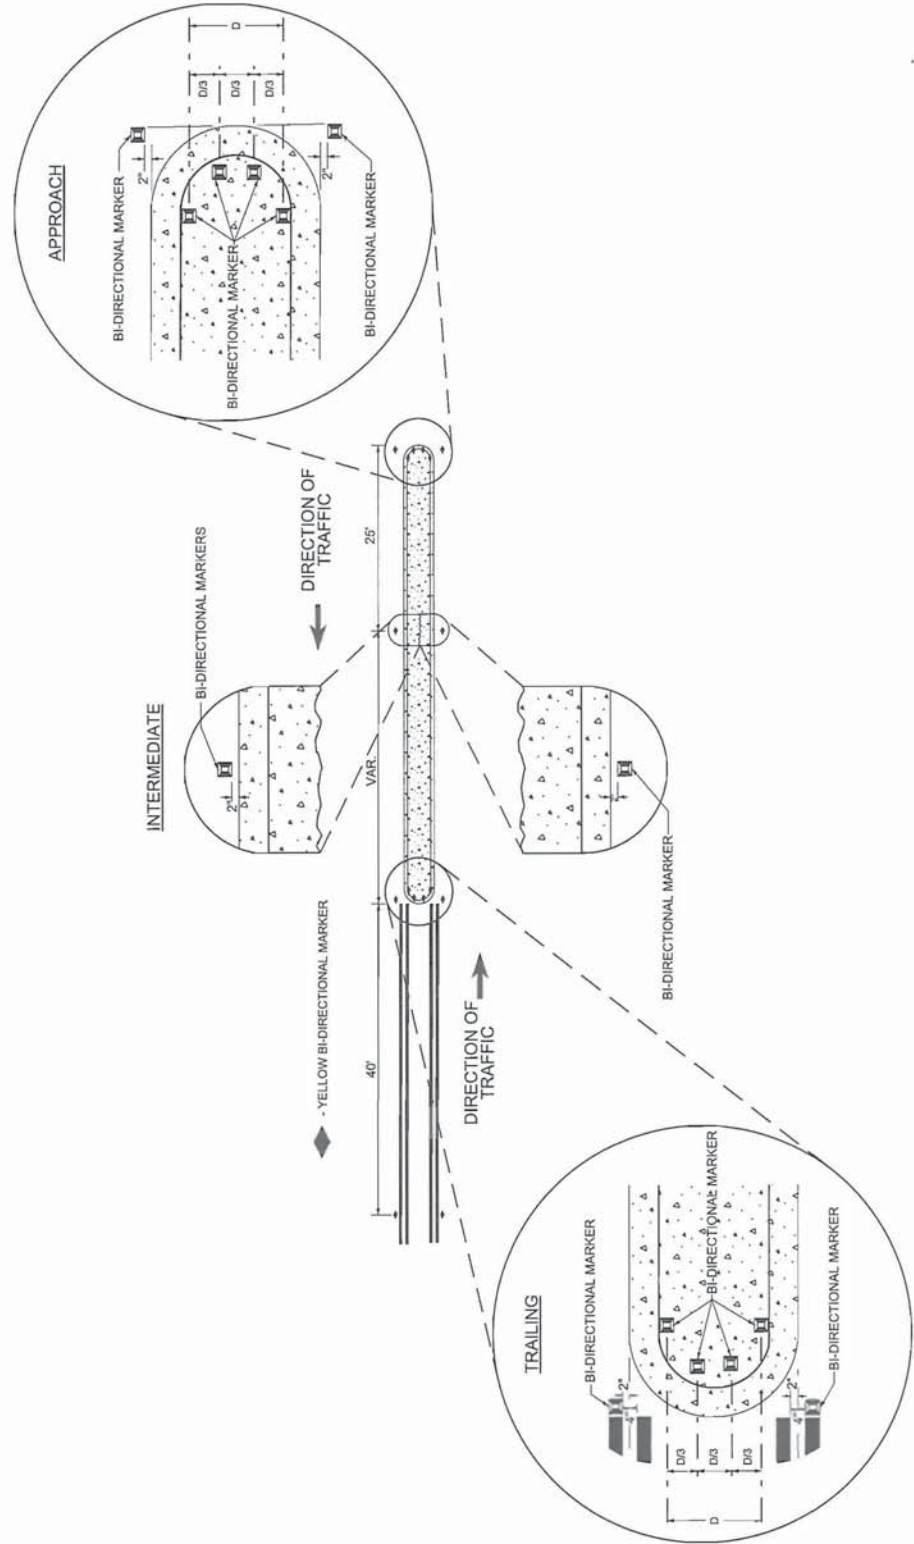 APPROACH
BI-DIRECTIONAL MARKER
2"
BI-DIRECTIONAL MARKER
D/3
D/3
D/3
D
2"
BI-DIRECTIONAL MARKER
INTERMEDIATE
BI-DIRECTIONAL MARKERS
2"
DIRECTION OF
TRAFFIC
25'
VAR.
40'
- YELLOW BI-DIRECTIONAL MARKER
DIRECTION OF
TRAFFIC
2"
BI-DIRECTIONAL MARKER
TRAILING
BI-DIRECTIONAL MARKER
2"
4"
BI-DIRECTIONAL MARKER
D/3
D/3
D/3
D
2"
4"
BI-DIRECTIONAL MARKER